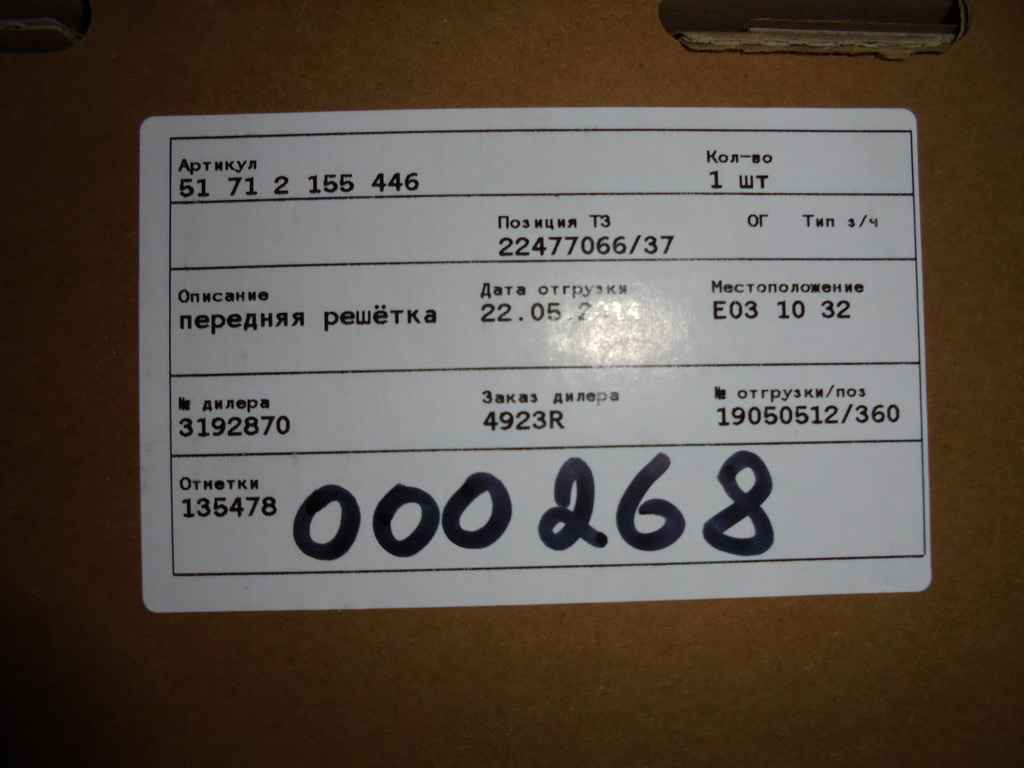 Артикул Кол-во
51 71 2 155 446 1 шт
Позиция ТЗ ОГ Тип з/ч
22477066/37
Описание Дата отгрузки Местоположение
передняя решётка 22.05. E03 10 32
№ дилера Заказ дилера № отгрузки/поз
3192870 4923R 19050512/360
Отметки
135478 000268